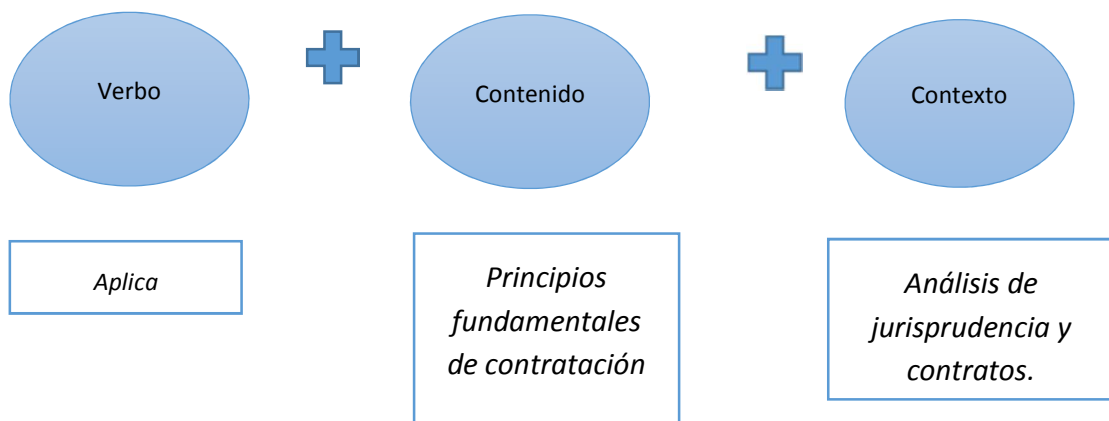 Verbo
Contenido
Contexto
Aplica
Principios
fundamentales
de contratación
Análisis de
jurisprudencia y
contratos.